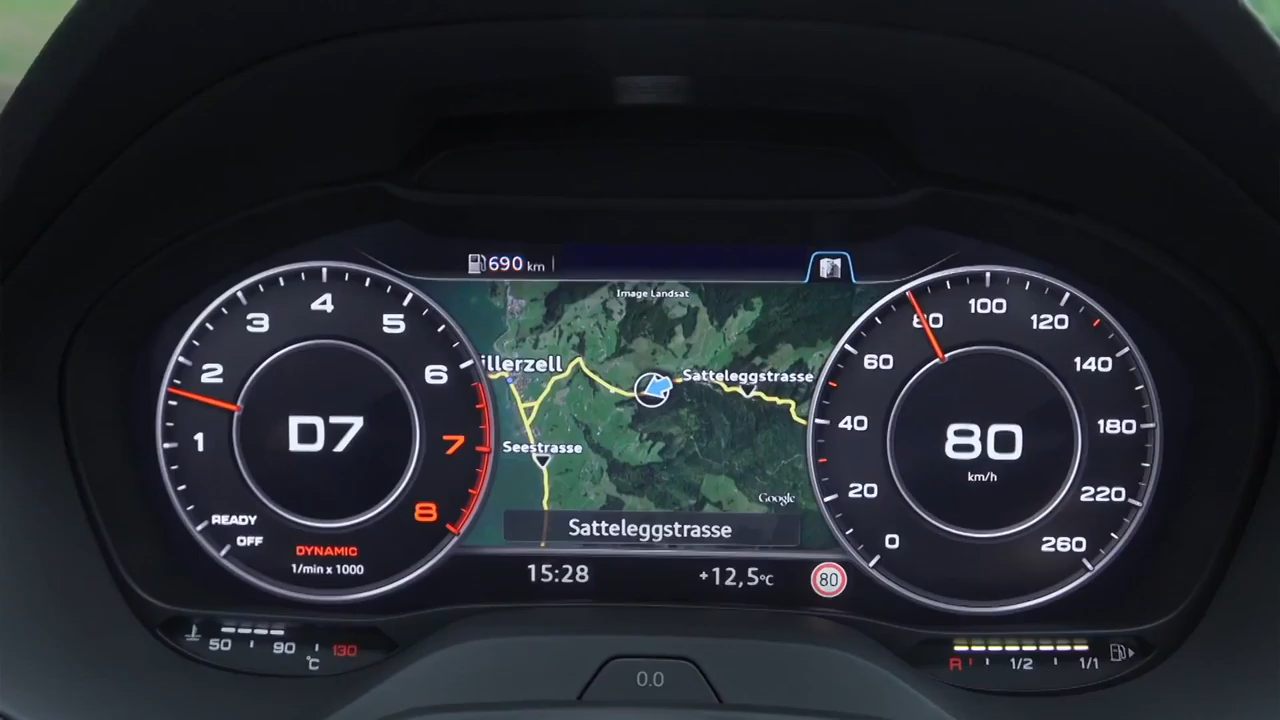 690 km
Image Landsat
illerzell
Satteleggstrasse
Seestrasse
Google
Satteleggstrasse
15:28
+12,5°C
80
1
2
3
4
5
6
7
8
D7
READY
OFF
DYNAMIC
1/min x 1000
0
20
40
60
80
100
120
140
180
220
260
80
km/h
50
90
130
°C
R
1/2
1/1
0.0